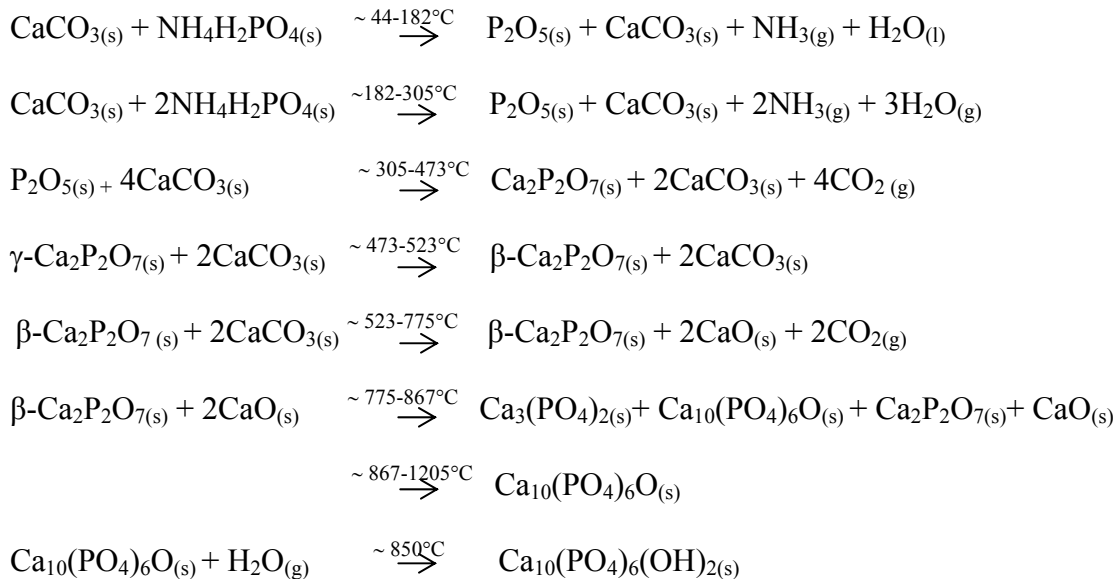 CaCO₃(s) + NH₄H₂PO₄(s) ~ 44-182°C → P₂O₅(s) + CaCO₃(s) + NH₃(g) + H₂O(l)
CaCO₃(s) + 2NH₄H₂PO₄(s) ~182-305°C → P₂O₅(s) + CaCO₃(s) + 2NH₃(g) + 3H₂O(g)
P₂O₅(s) + 4CaCO₃(s) ~ 305-473°C → Ca₂P₂O₇(s) + 2CaCO₃(s) + 4CO₂ (g)
γ-Ca₂P₂O₇(s) + 2CaCO₃(s) ~ 473-523°C → β-Ca₂P₂O₇(s) + 2CaCO₃(s)
β-Ca₂P₂O₇ (s) + 2CaCO₃(s) ~ 523-775°C → β-Ca₂P₂O₇(s) + 2CaO(s) + 2CO₂(g)
β-Ca₂P₂O₇(s) + 2CaO(s) ~ 775-867°C → Ca₃(PO₄)₂(s) + Ca₁₀(PO₄)₆O(s) + Ca₂P₂O₇(s) + CaO(s)
~ 867-1205°C → Ca₁₀(PO₄)₆O(s)
Ca₁₀(PO₄)₆O(s) + H₂O(g) ~ 850°C → Ca₁₀(PO₄)₆(OH)₂(s)